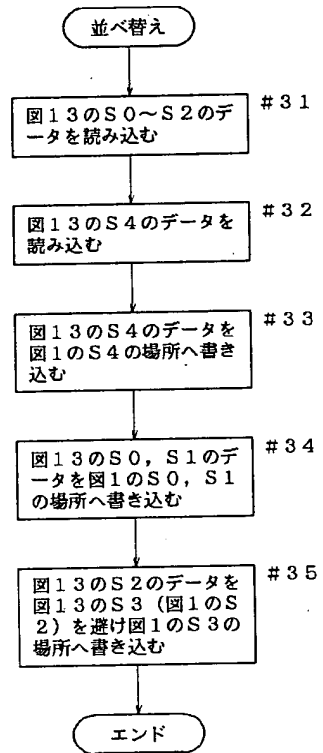 並べ替え
図13のS0～S2のデ
ータを読み込む
#31
図13のS4のデータを
読み込む
#32
図13のS4のデータを
図1のS4の場所へ書き
込む
#33
図13のS0，S1のデ
ータを図1のS0，S1
の場所へ書き込む
#34
図13のS2のデータを
図13のS3（図1のS
2）を避け図1のS3の
場所へ書き込む
#35
エンド